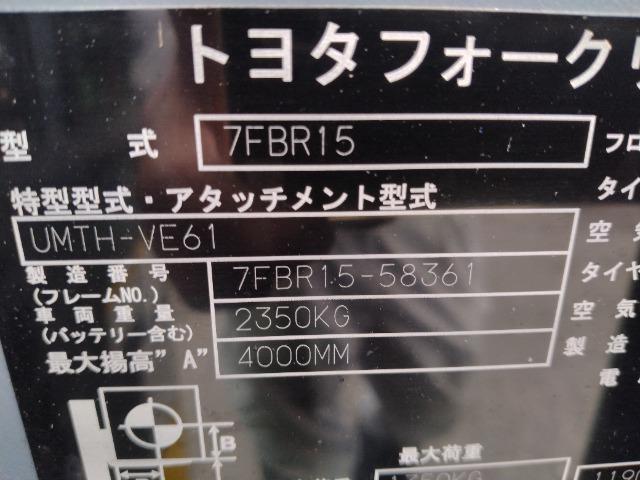 トヨタフォークリ
型 式 7FBR15 フロ
特型型式・アタッチメント型式 タイ
UMTH-VE61 空気
製造番号 7FBR15-58361 タイヤ
(フレームNO.) 空気
車両重量 2350KG
(バッテリー含む) 製造
最大揚高"A" 4000MM 電
B
最大荷重
1350KG